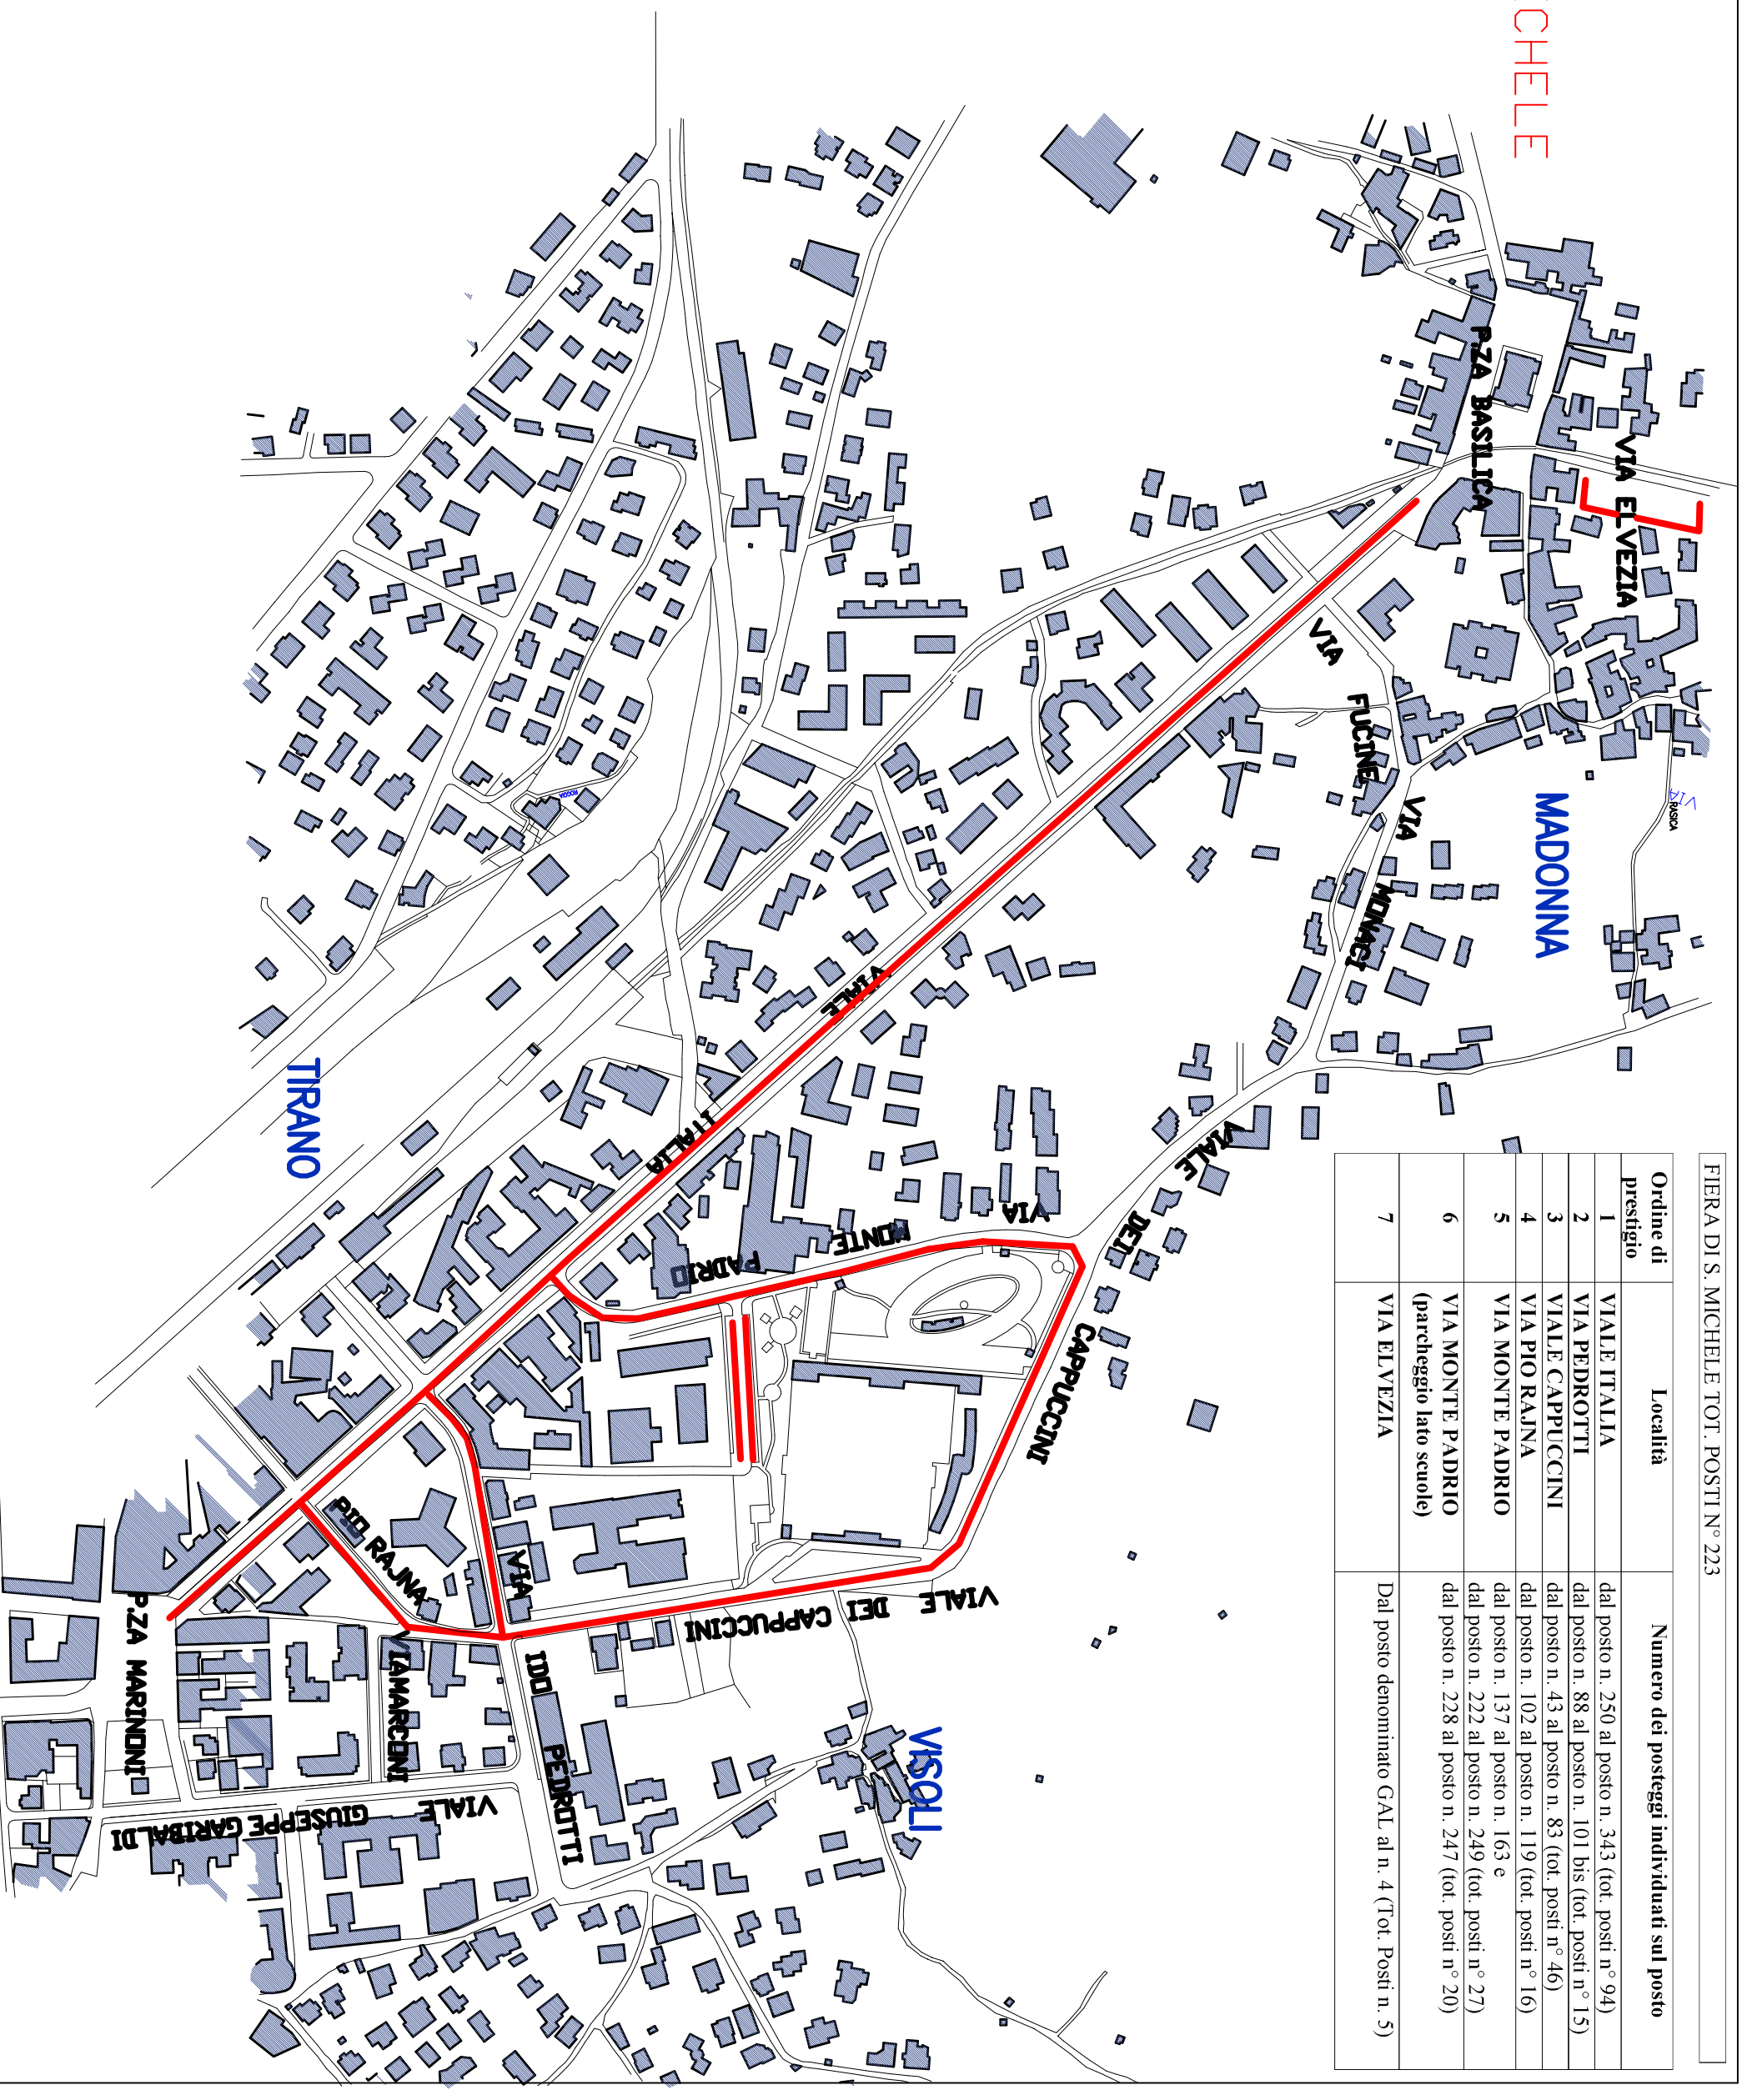 CHELE
FIERA DI S. MICHELE TOT. POSTI N° 223
Ordine di prestigio Località Numero dei posteggi individuati sul posto
1 VIALE ITALIA dal posto n. 250 al posto n. 343 (tot. posti n° 94)
2 VIA PEDROTTI dal posto n. 88 al posto n. 101 bis (tot. posti n° 15)
3 VIALE CAPPUCCINI dal posto n. 43 al posto n. 83 (tot. posti n° 46)
4 VIA PIO RAJNA dal posto n. 102 al posto n. 119 (tot. posti n° 16)
5 VIA MONTE PADRIO dal posto n. 137 al posto n. 163 e
dal posto n. 222 al posto n. 249 (tot. posti n° 27)
6 VIA MONTE PADRIO dal posto n. 228 al posto n. 247 (tot. posti n° 20)
(parcheggio lato scuole)
7 VIA ELVEZIA Dal posto denominato GAL al n. 4 (Tot. Posti n. 5)
VIA ELVEZIA
P.ZA BASILICA
VIA RASICA
MADONNA
VIA FUCINE
VIA MONACI
VIALE DEI CAPPUCCINI
VIA MONTE PADRIO
VIALE ITALIA
ROGGIA
TIRANO
VIALE DEI CAPPUCCINI
VISOLI
VIA IDO PEDROTTI
PIO RAJNA
VIA MARCONI
VIALE GIUSEPPE GARIBALDI
P.ZA MARINONI